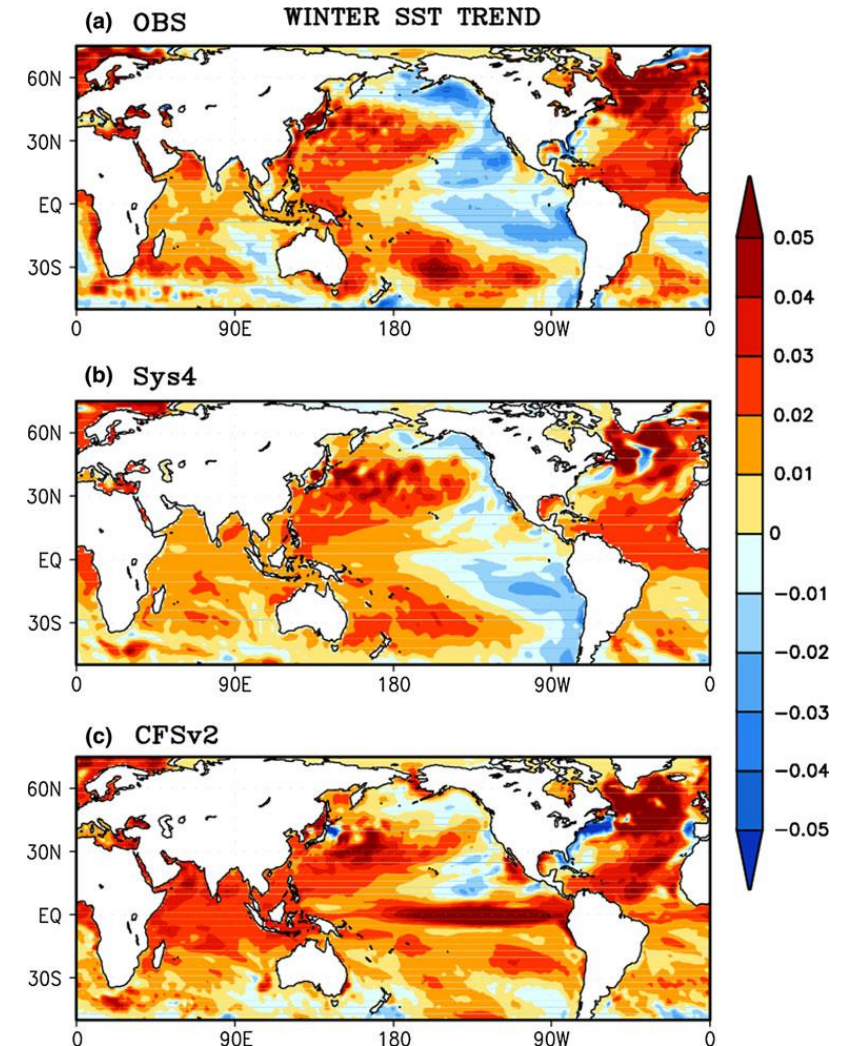 WINTER SST TREND
(a) OBS
60N
30N
EQ
30S
0 90E 180 90W 0
(b) Sys4
60N
30N
EQ
30S
0 90E 180 90W 0
(c) CFSv2
60N
30N
EQ
30S
0 90E 180 90W 0
0.05
0.04
0.03
0.02
0.01
0
−0.01
−0.02
−0.03
−0.04
−0.05